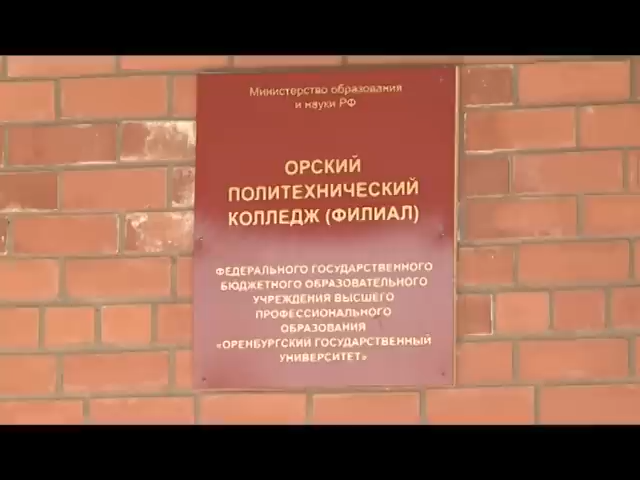 Министерство образования
и науки РФ
ОРСКИЙ
ПОЛИТЕХНИЧЕСКИЙ
КОЛЛЕДЖ (ФИЛИАЛ)
ФЕДЕРАЛЬНОГО ГОСУДАРСТВЕННОГО
БЮДЖЕТНОГО ОБРАЗОВАТЕЛЬНОГО
УЧРЕЖДЕНИЯ ВЫСШЕГО
ПРОФЕССИОНАЛЬНОГО
ОБРАЗОВАНИЯ
«ОРЕНБУРГСКИЙ ГОСУДАРСТВЕННЫЙ
УНИВЕРСИТЕТ»